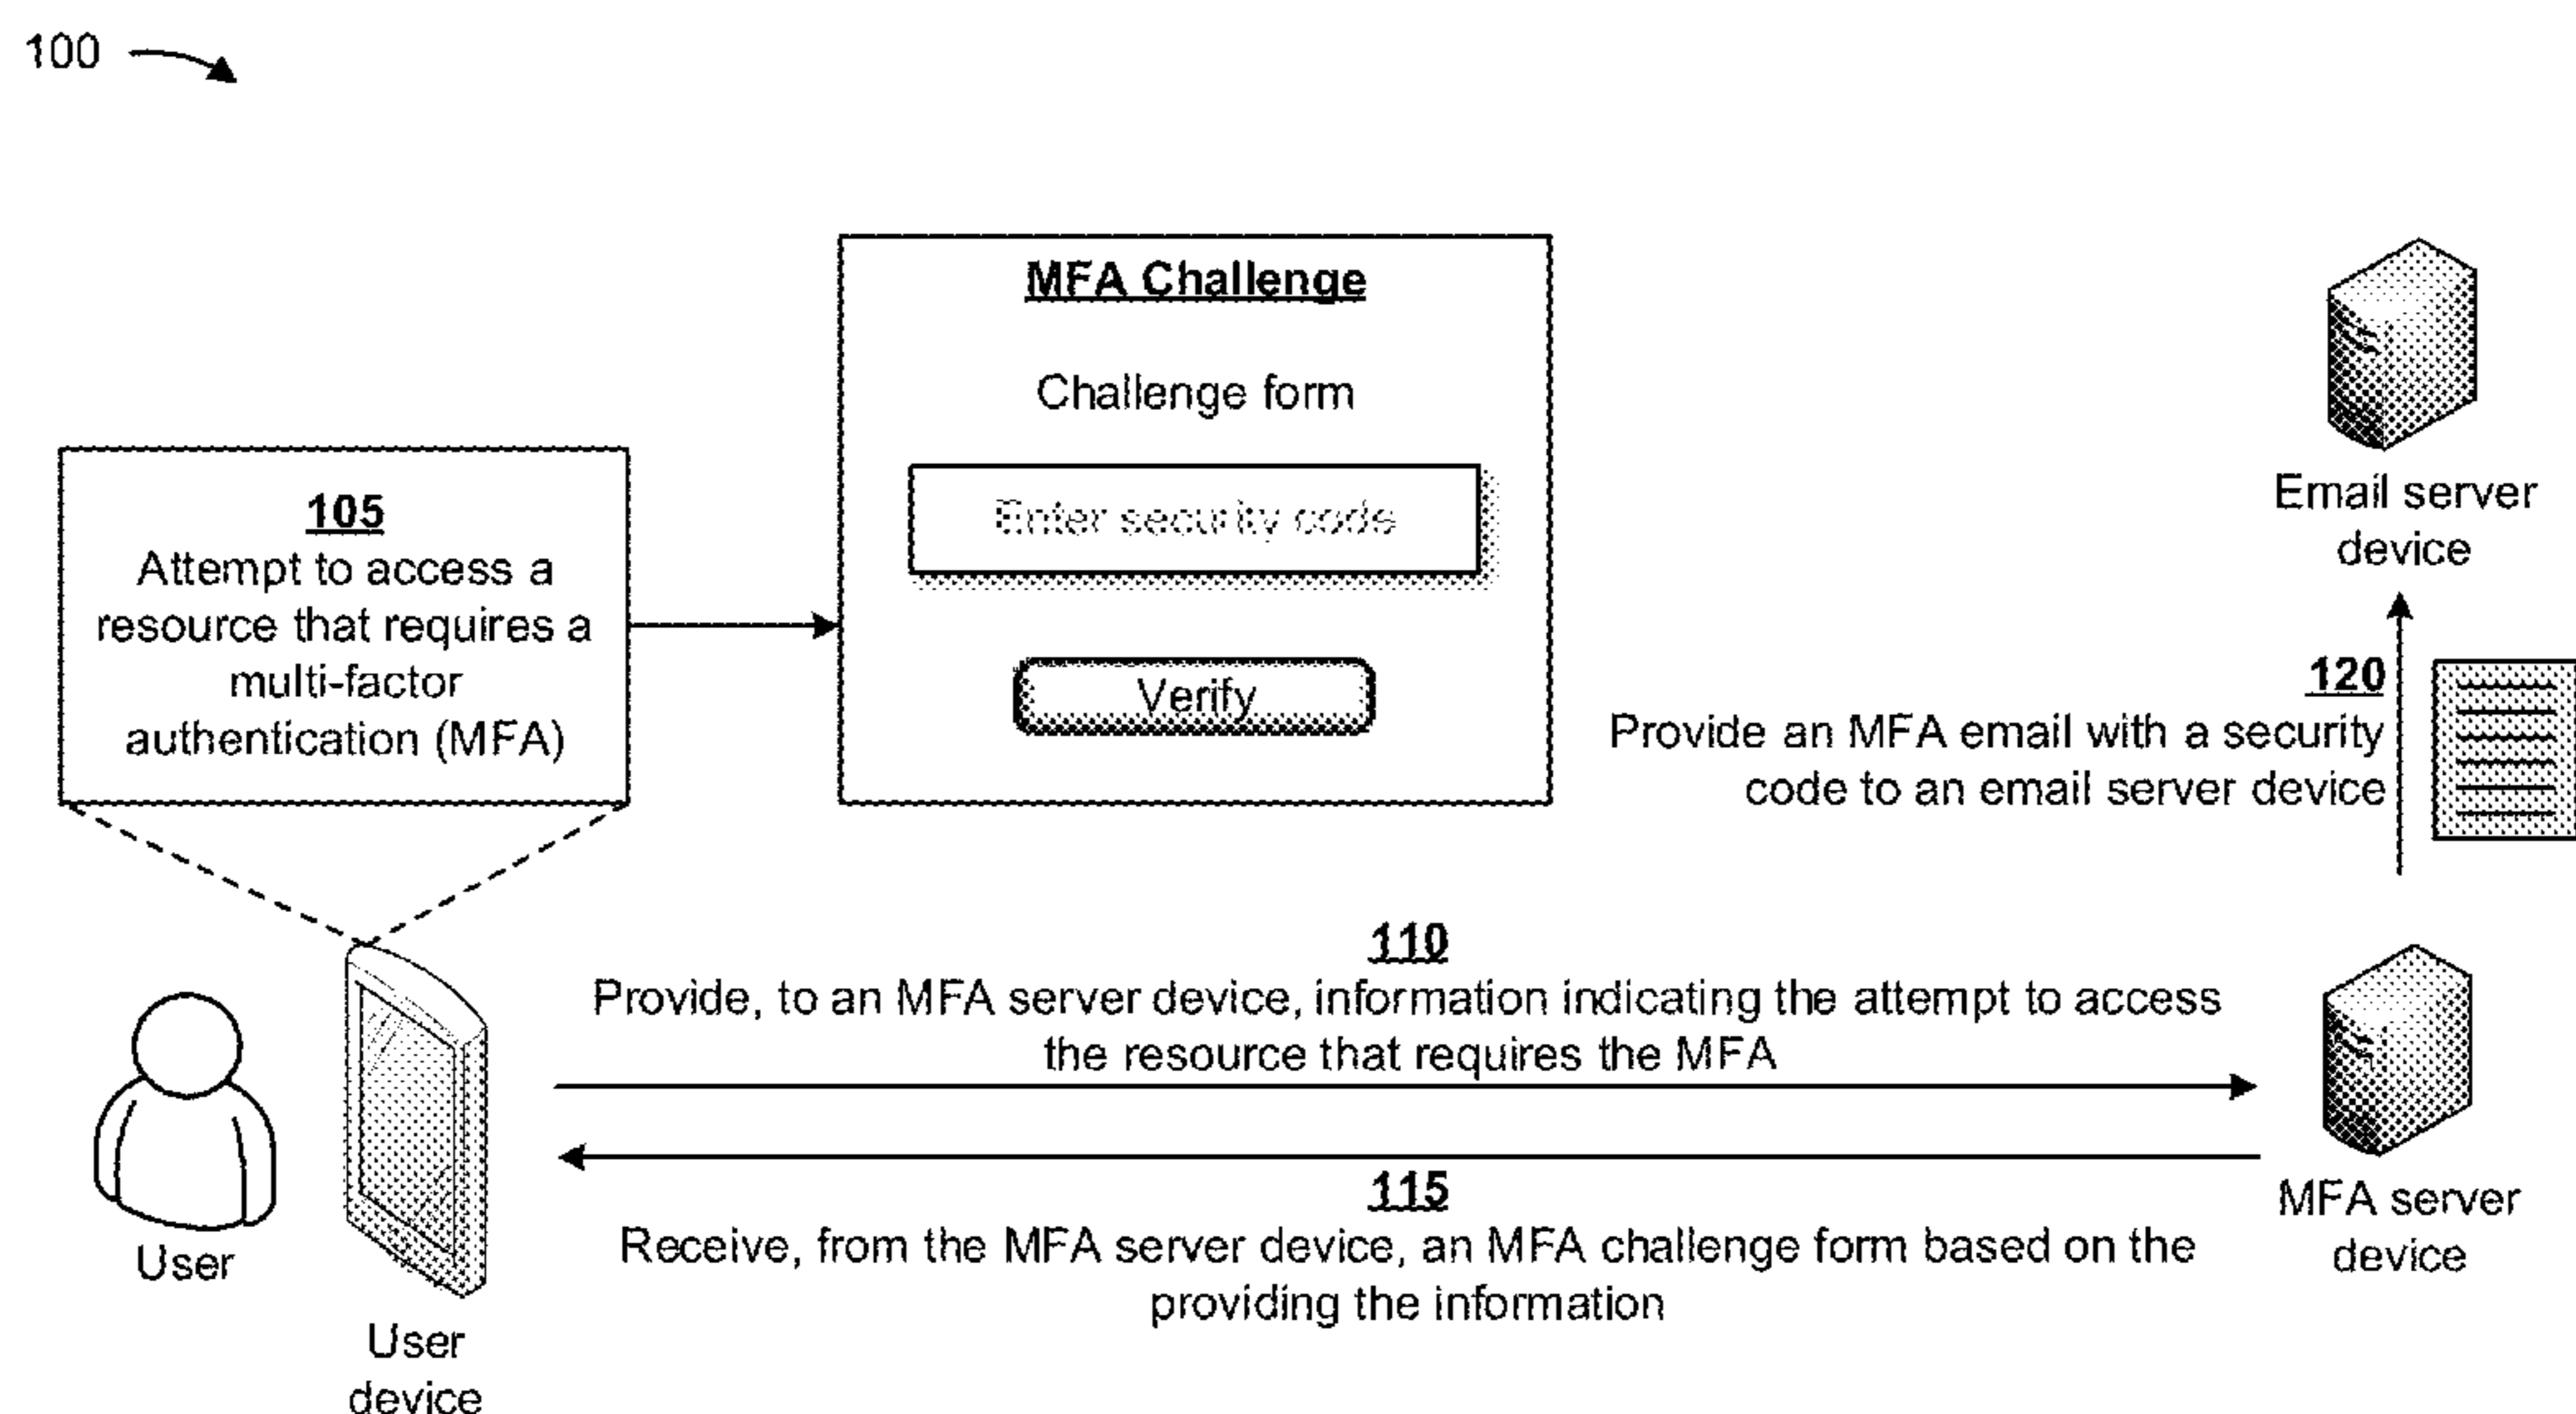 100
MFA Challenge
Challenge form
Enter security code
Verify
105
Attempt to access a
resource that requires a
multi-factor
authentication (MFA)
Email server
device
120
Provide an MFA email with a security
code to an email server device
110
Provide, to an MFA server device, information indicating the attempt to access
the resource that requires the MFA
115
Receive, from the MFA server device, an MFA challenge form based on the
providing the information
MFA server
device
User
User
device